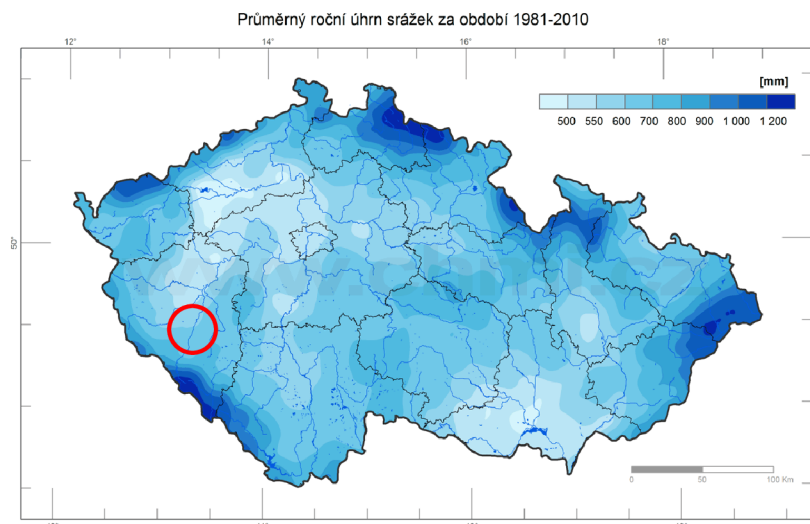 Průměrný roční úhrn srážek za období 1981-2010
12° 14° 16° 18°
[mm]
500 550 600 700 800 900 1 000 1 200
50°
0 50 100 Km